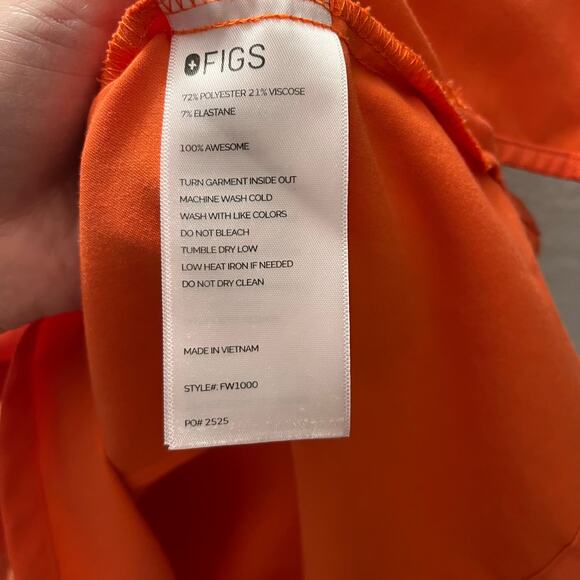 FIGS
72% POLYESTER 21% VISCOSE
7% ELASTANE
100% AWESOME
TURN GARMENT INSIDE OUT
MACHINE WASH COLD
WASH WITH LIKE COLORS
DO NOT BLEACH
TUMBLE DRY LOW
LOW HEAT IRON IF NEEDED
DO NOT DRY CLEAN
MADE IN VIETNAM
STYLE#: FW1000
PO# 2525